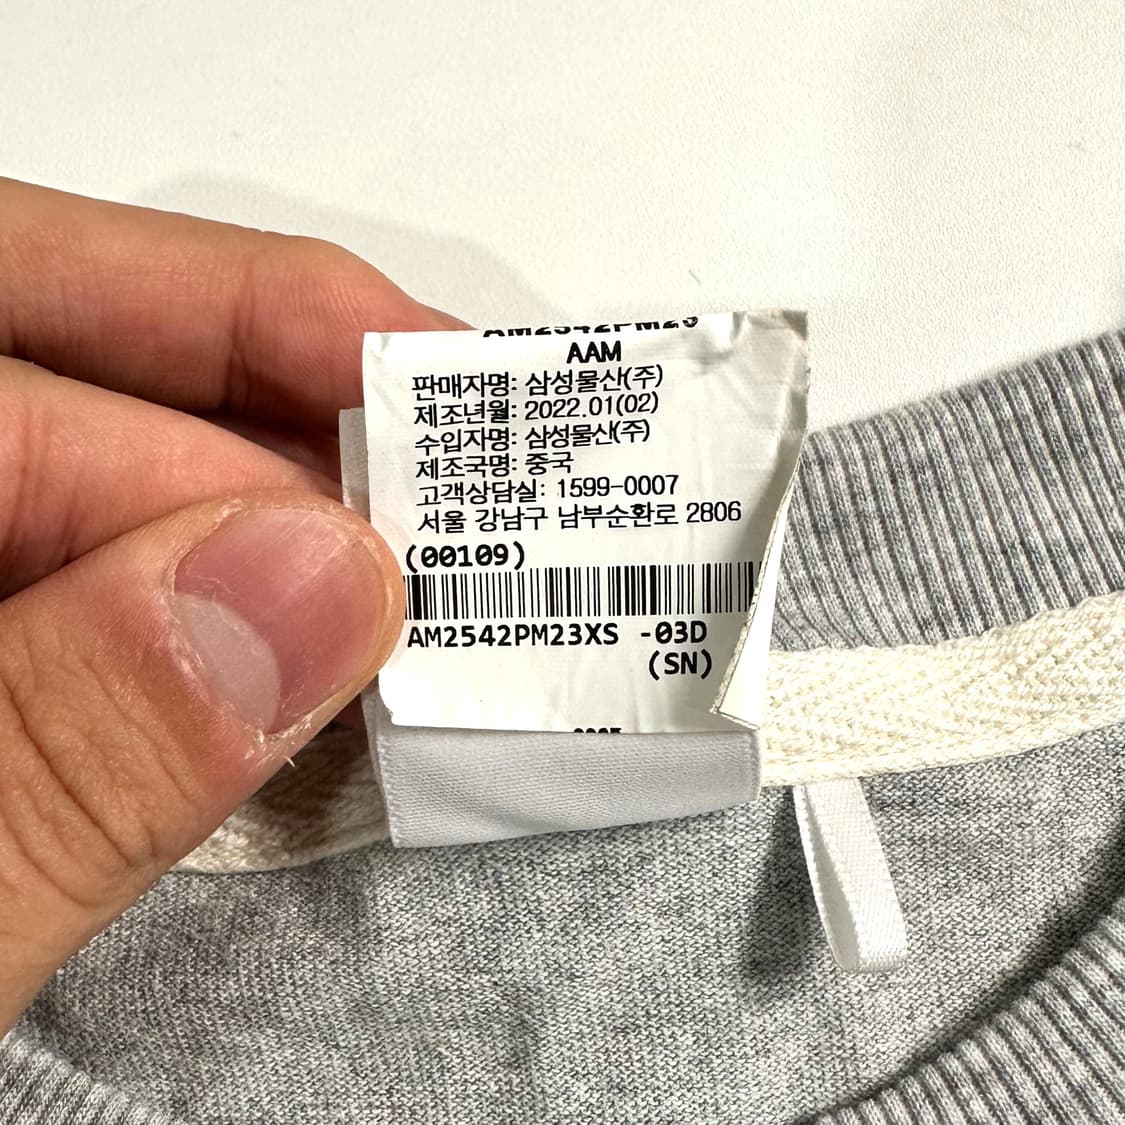 AM2542PM23
AAM
판매자명: 삼성물산(주)
제조년월: 2022.01(02)
수입자명: 삼성물산(주)
제조국명: 중국
고객상담실: 1599-0007
서울 강남구 남부순환로 2806
(00109)
AM2542PM23XS -03D
(SN)